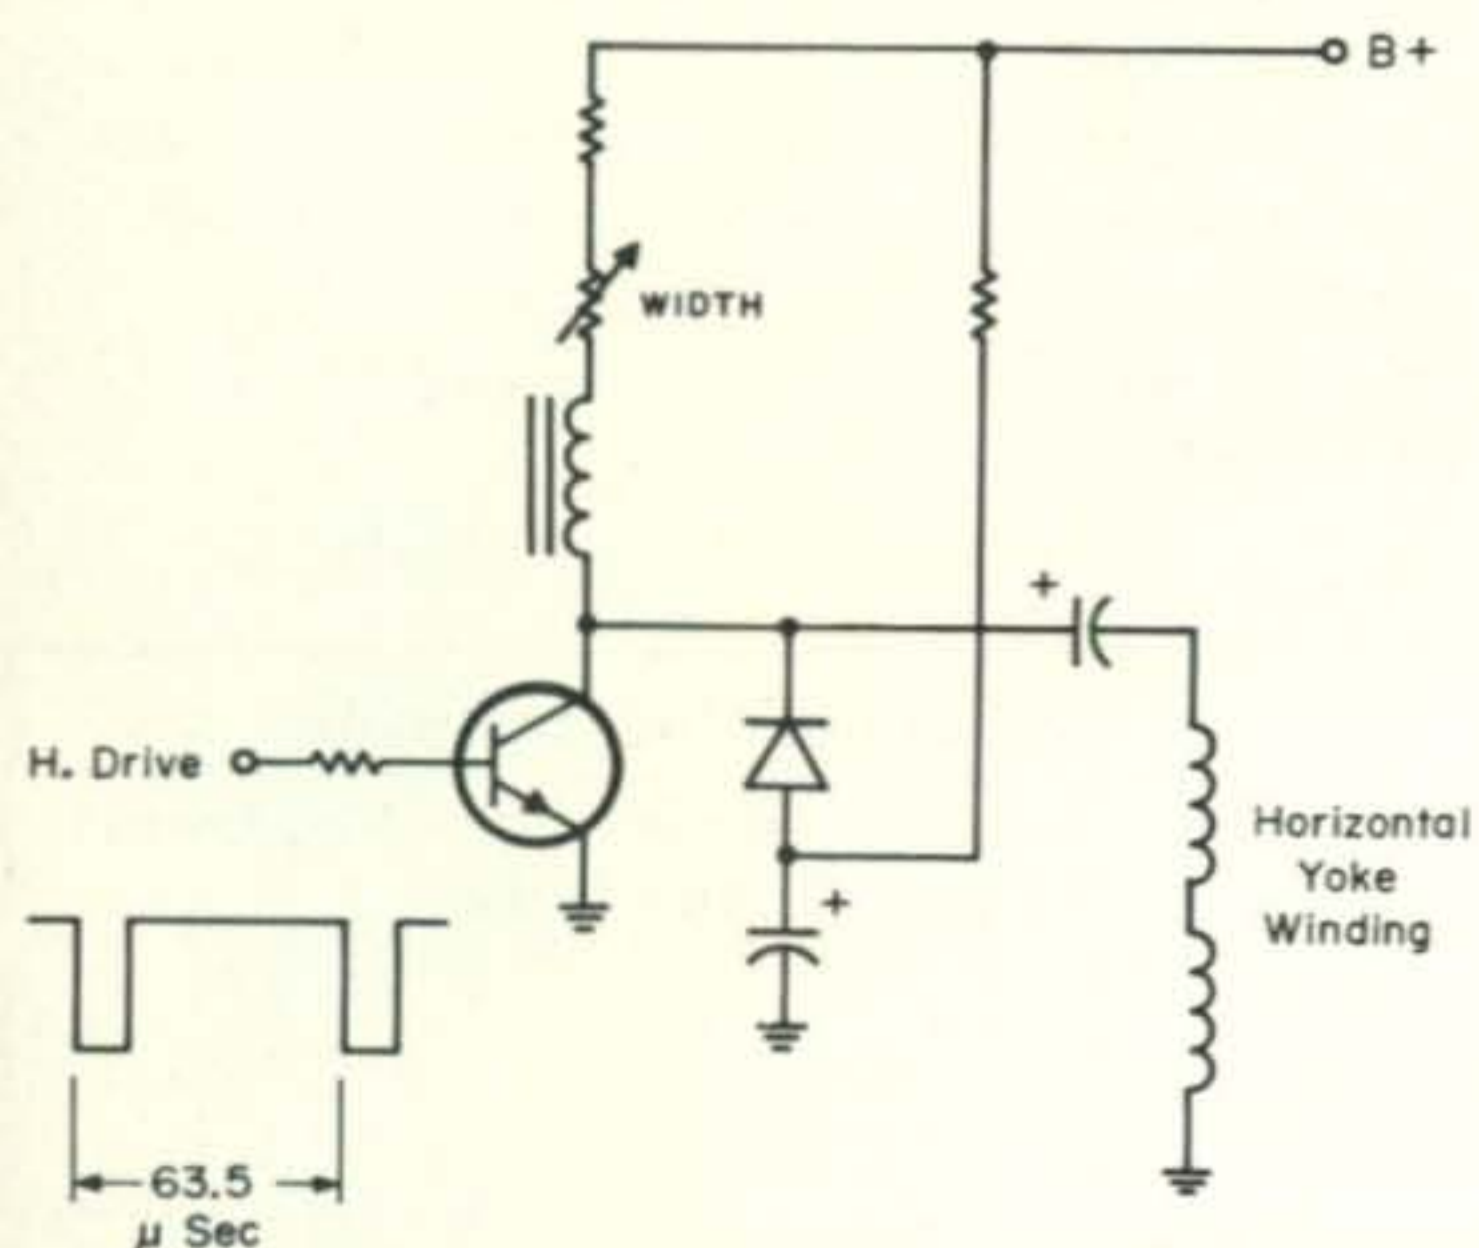 B+
WIDTH
+
H. Drive
+
Horizontal
Yoke
Winding
63.5
μ Sec